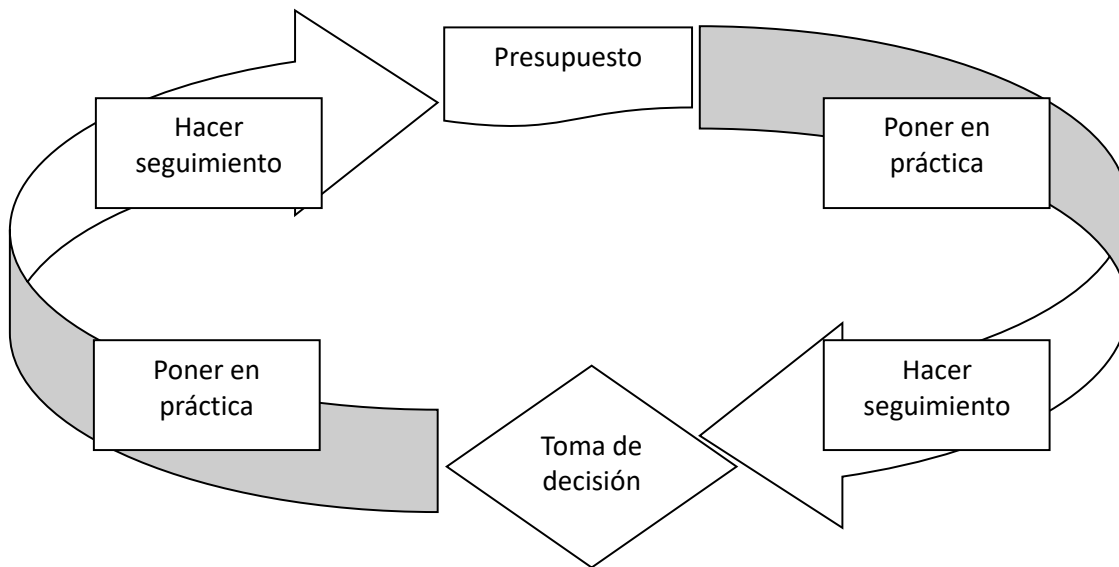 Presupuesto
Hacer
seguimiento
Poner en
práctica
Poner en
práctica
Hacer
seguimiento
Toma de
decisión